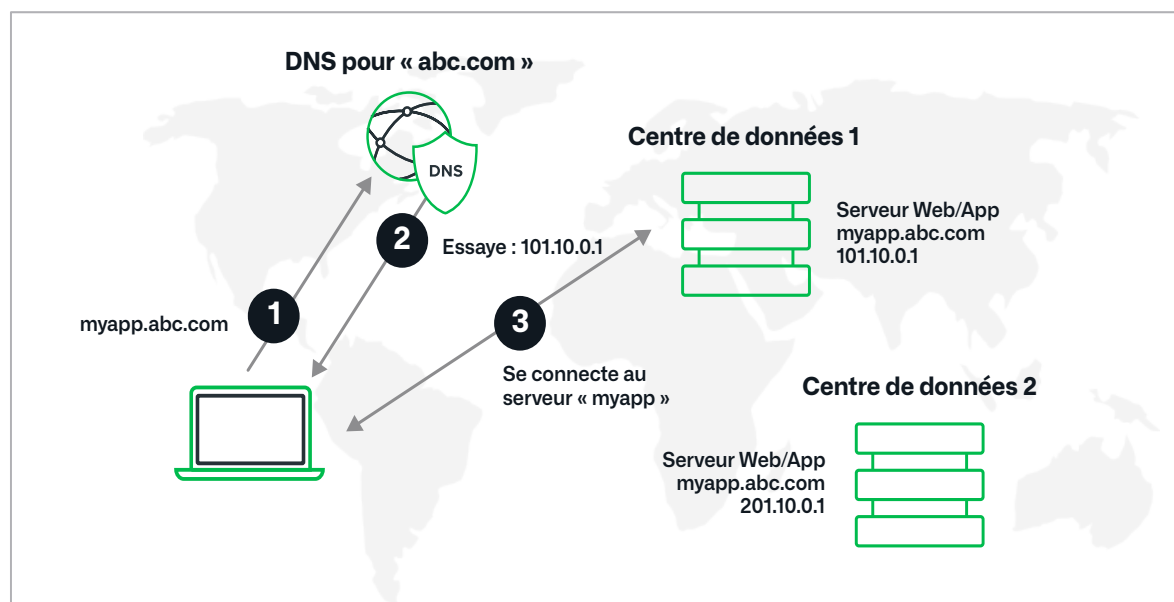 DNS pour « abc.com »
DNS
Centre de données 1
Serveur Web/App
myapp.abc.com
101.10.0.1
2
Essaye : 101.10.0.1
1
myapp.abc.com
3
Se connecte au
serveur « myapp »
Centre de données 2
Serveur Web/App
myapp.abc.com
201.10.0.1